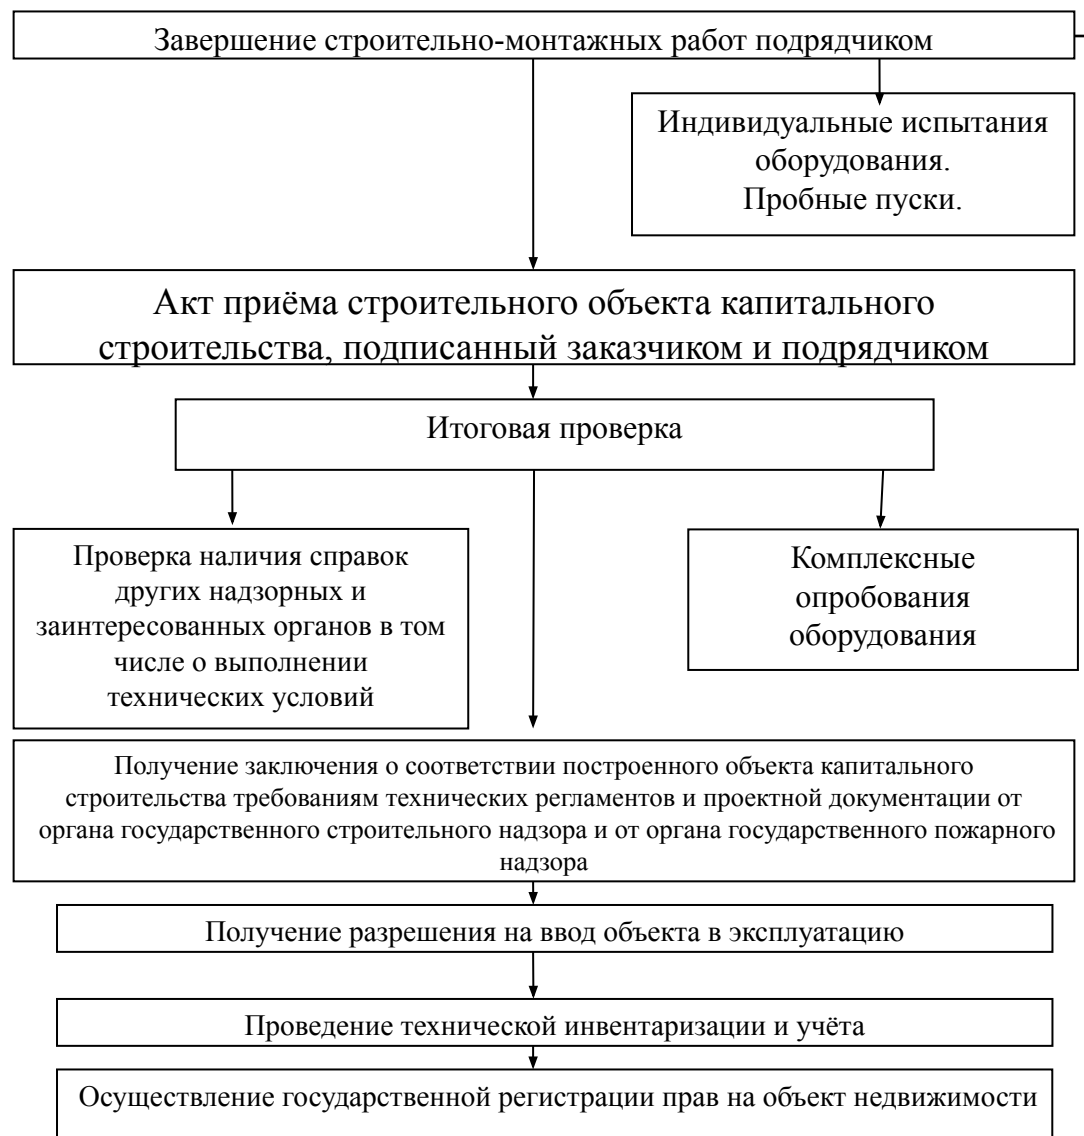 Завершение строительно-монтажных работ подрядчиком
Индивидуальные испытания
оборудования.
Пробные пуски.
Акт приёма строительного объекта капитального
строительства, подписанный заказчиком и подрядчиком
Итоговая проверка
Проверка наличия справок
других надзорных и
заинтересованных органов в том
числе о выполнении
технических условий
Комплексные
опробования
оборудования
Получение заключения о соответствии построенного объекта капитального
строительства требованиям технических регламентов и проектной документации от
органа государственного строительного надзора и от органа государственного пожарного
надзора
Получение разрешения на ввод объекта в эксплуатацию
Проведение технической инвентаризации и учёта
Осуществление государственной регистрации прав на объект недвижимости